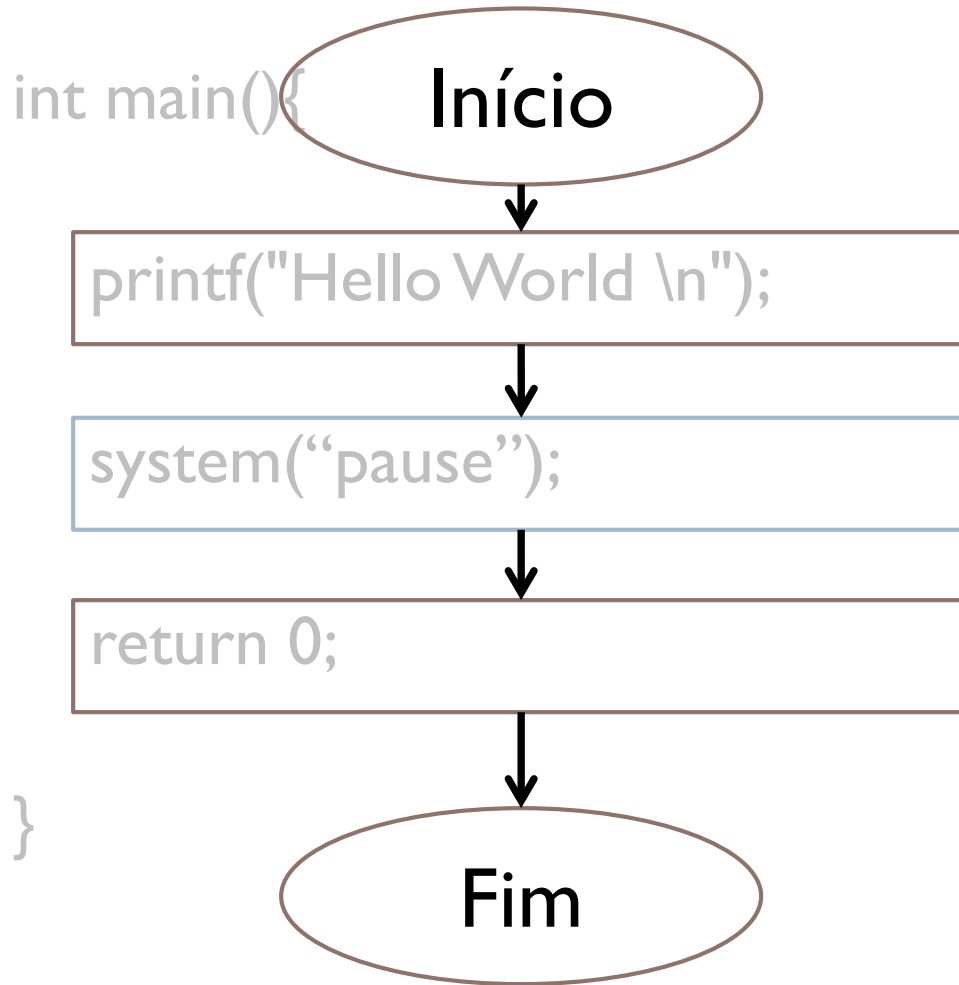 int main(){
Início
printf("Hello World \n");
system(“pause”);
return 0;
}
Fim